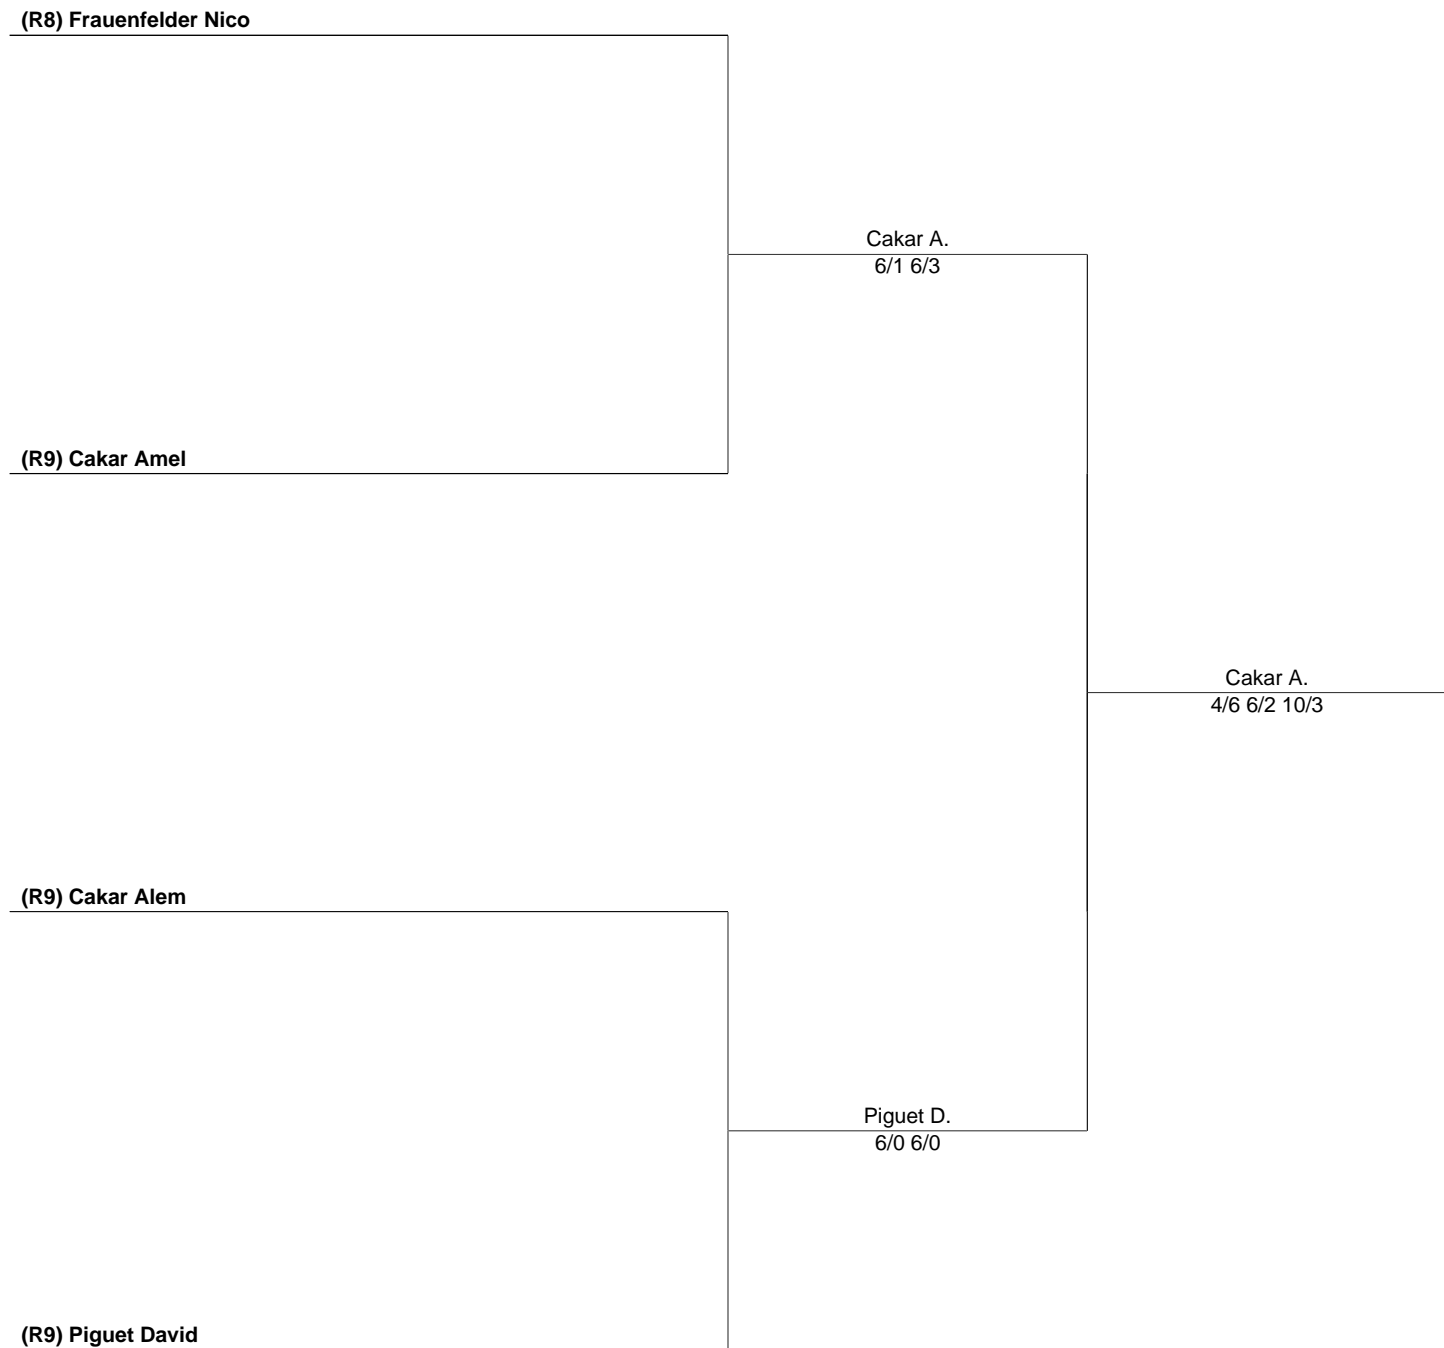 (R8) Frauenfelder Nico
Cakar A.
6/1 6/3
(R9) Cakar Amel
Cakar A.
4/6 6/2 10/3
(R9) Cakar Alem
Piguet D.
6/0 6/0
(R9) Piguet David